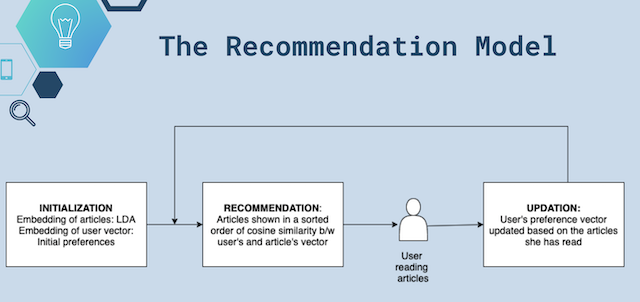 The Recommendation Model
INITIALIZATION
Embedding of articles: LDA
Embedding of user vector:
Initial preferences
RECOMMENDATION:
Articles shown in a sorted
order of cosine similarity b/w
user's and article's vector
User
reading
articles
UPDATION:
User's preference vector
updated based on the articles
she has read